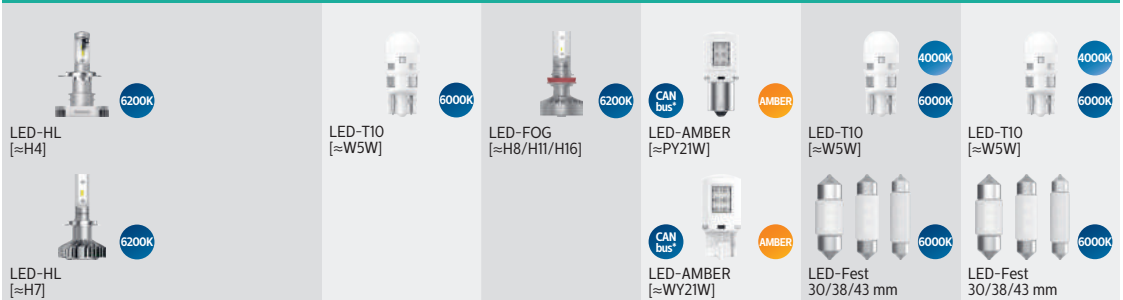 6200K
LED-HL
[≈H4]
6000K
LED-T10
[≈W5W]
6200K
LED-FOG
[≈H8/H11/H16]
CAN
bus*
AMBER
LED-AMBER
[≈PY21W]
4000K
6000K
LED-T10
[≈W5W]
4000K
6000K
LED-T10
[≈W5W]
6200K
LED-HL
[≈H7]
CAN
bus*
AMBER
LED-AMBER
[≈WY21W]
6000K
LED-Fest
30/38/43 mm
6000K
LED-Fest
30/38/43 mm